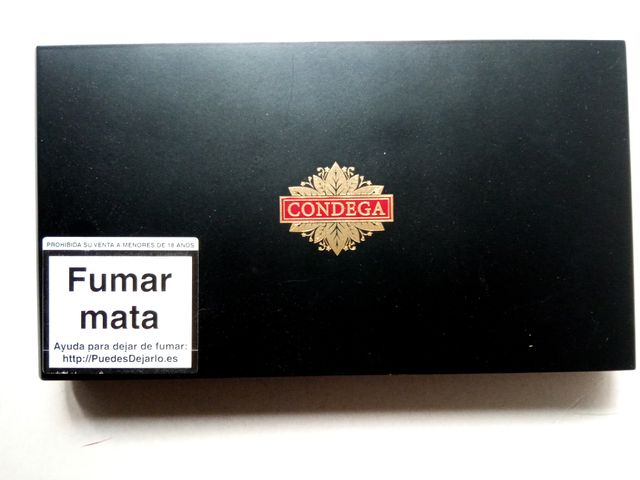 CONDEGA
PROHIBIDA SU VENTA A MENORES DE 18 AÑOS
Fumar
mata
Ayuda para dejar de fumar:
http://PuedesDejarlo.es